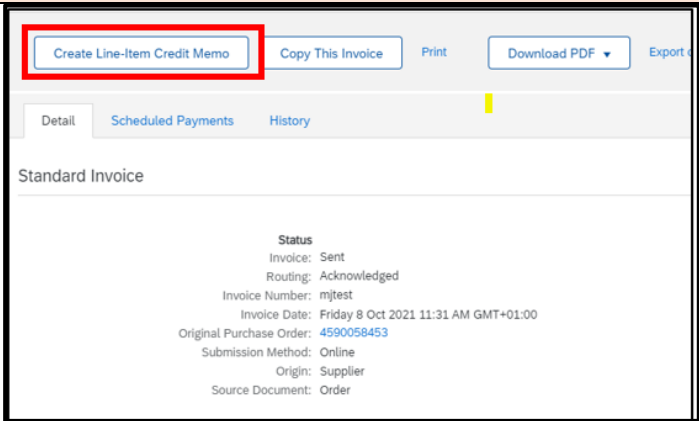 Create Line-Item Credit Memo Copy This Invoice Print Download PDF Export
Detail Scheduled Payments History
Standard Invoice
Status
Invoice: Sent
Routing: Acknowledged
Invoice Number: mjtest
Invoice Date: Friday 8 Oct 2021 11:31 AM GMT+01:00
Original Purchase Order: 4590058453
Submission Method: Online
Origin: Supplier
Source Document: Order